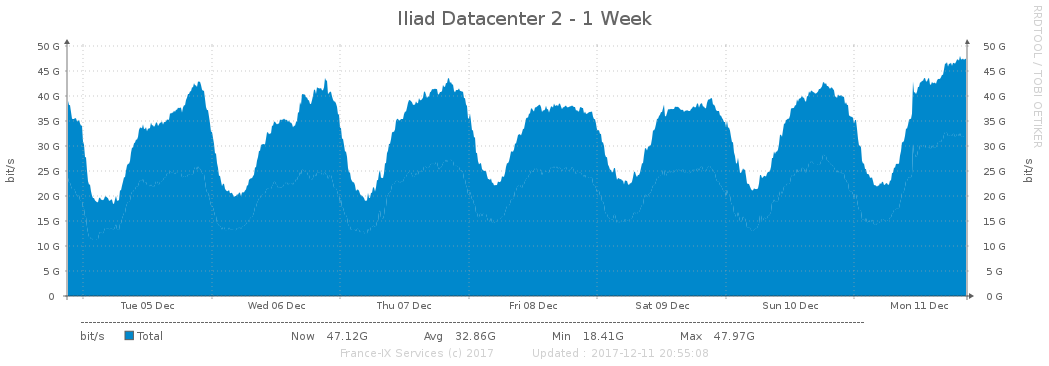 Iliad Datacenter 2 - 1 Week
RRDTOOL / TOBI OETIKER
50 G 50 G
45 G 45 G
40 G 40 G
35 G 35 G
30 G 30 G
25 G 25 G
20 G 20 G
15 G 15 G
10 G 10 G
5 G 5 G
0 0 G
bit/s bit/s
Tue 05 Dec Wed 06 Dec Thu 07 Dec Fri 08 Dec Sat 09 Dec Sun 10 Dec Mon 11 Dec
bit/s Total Now 47.12G Avg 32.86G Min 18.41G Max 47.97G
France-IX Services (c) 2017 Updated : 2017-12-11 20:55:08